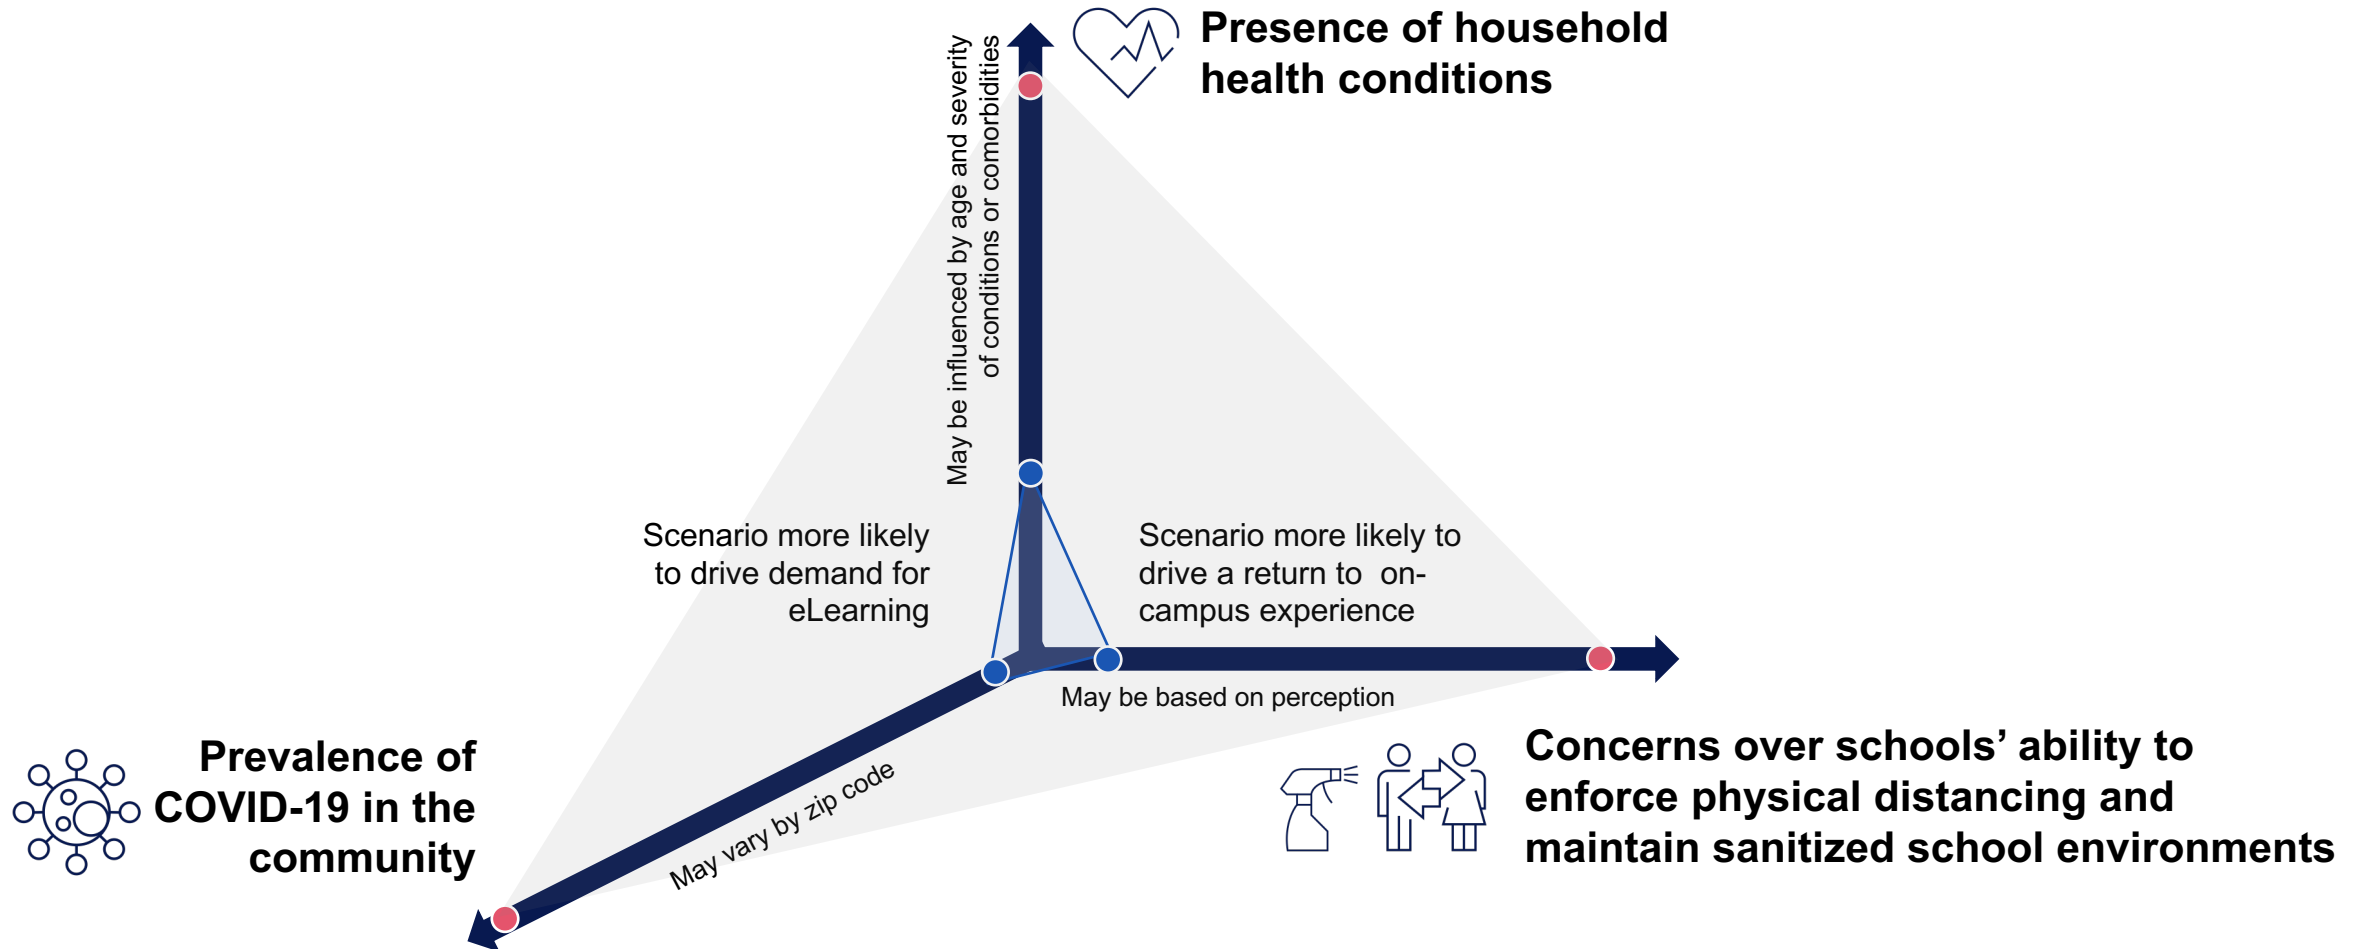 Presence of household
health conditions
May be influenced by age and severity
of conditions or comorbidities
Scenario more likely
to drive demand for
eLearning
Scenario more likely to
drive a return to  on-
campus experience
May be based on perception
Prevalence of
COVID-19 in the
community
May vary by zip code
Concerns over schools’ ability to
enforce physical distancing and
maintain sanitized school environments